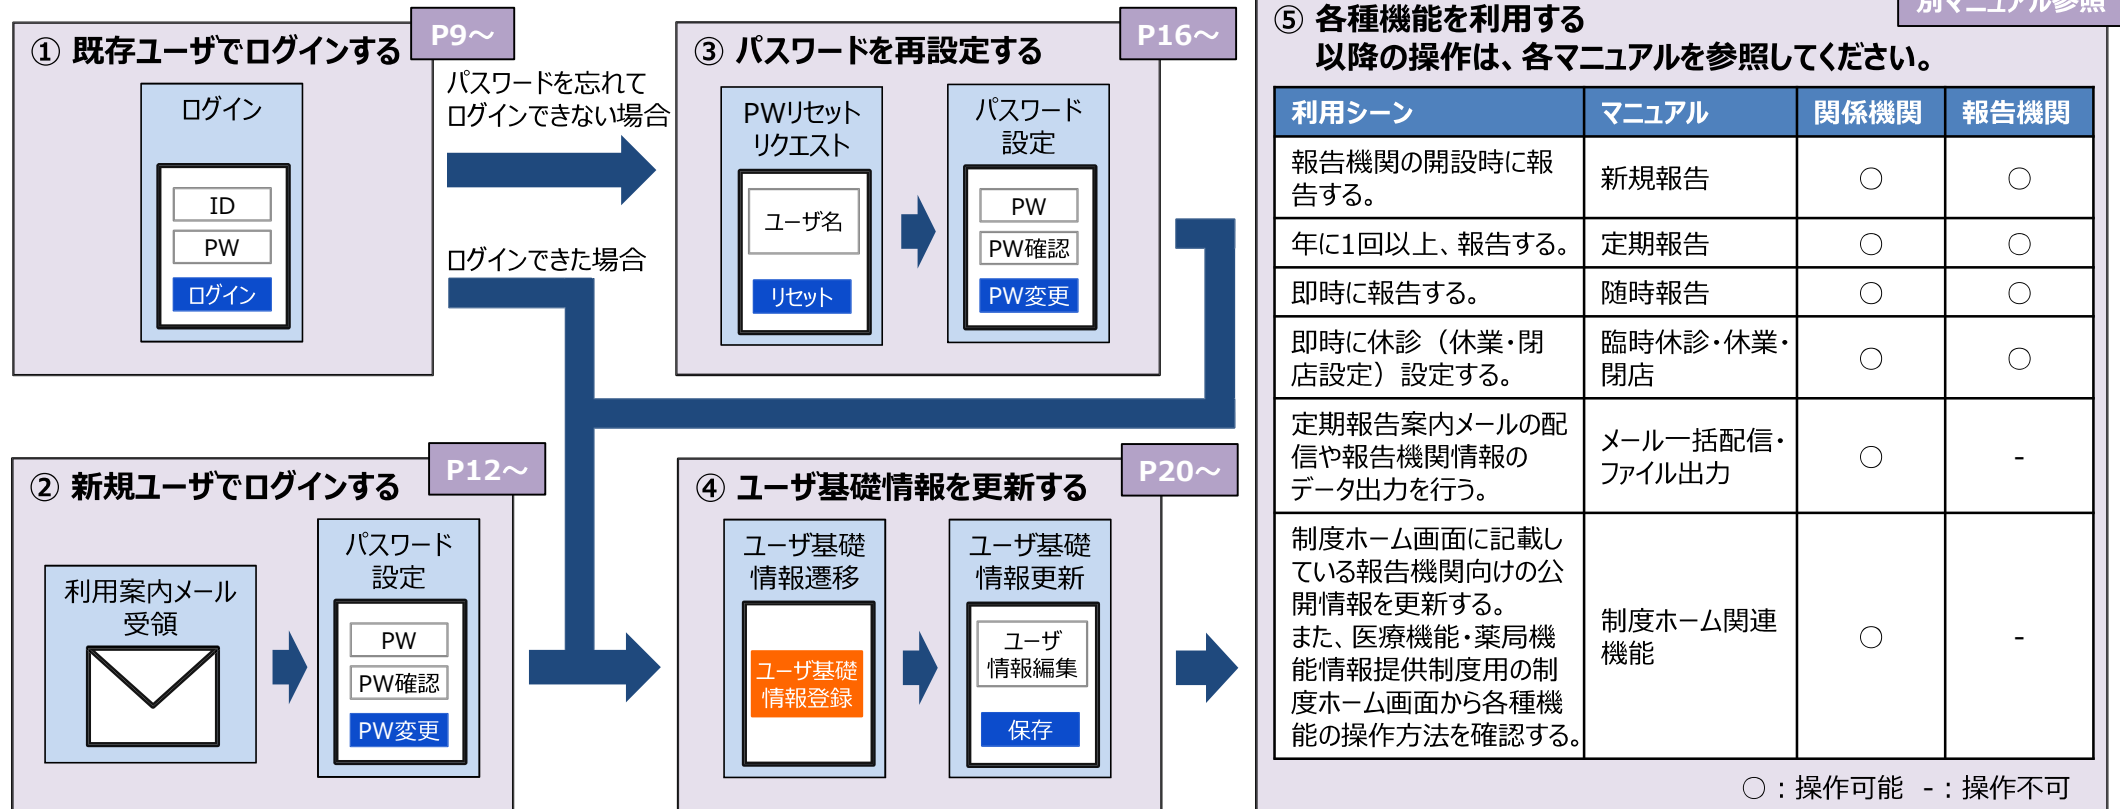 ① 既存ユーザでログインする
P9～
ログイン
ID
PW
ログイン
パスワードを忘れて
ログインできない場合
ログインできた場合
② 新規ユーザでログインする
P12～
利用案内メール
受領
パスワード
設定
PW
PW確認
PW変更
③ パスワードを再設定する
P16～
PWリセット
リクエスト
ユーザ名
リセット
パスワード
設定
PW
PW確認
PW変更
④ ユーザ基礎情報を更新する
P20～
ユーザ基礎
情報遷移
ユーザ基礎
情報登録
ユーザ基礎
情報更新
ユーザ
情報編集
保存
別マニュアル参照
⑤ 各種機能を利用する
以降の操作は、各マニュアルを参照してください。
利用シーン マニュアル 関係機関 報告機関
報告機関の開設時に報
告する。
新規報告 ○ ○
年に1回以上、報告する。 定期報告 ○ ○
即時に報告する。 随時報告 ○ ○
即時に休診（休業・閉
店設定）設定する。
臨時休診・休業・
閉店
○ ○
定期報告案内メールの配
信や報告機関情報の
データ出力を行う。
メール一括配信・
ファイル出力
○ -
制度ホーム画面に記載し
ている報告機関向けの公
開情報を更新する。
また、医療機能・薬局機
能情報提供制度用の制
度ホーム画面から各種機
能の操作方法を確認する。
制度ホーム関連
機能
○ -
○：操作可能 -：操作不可